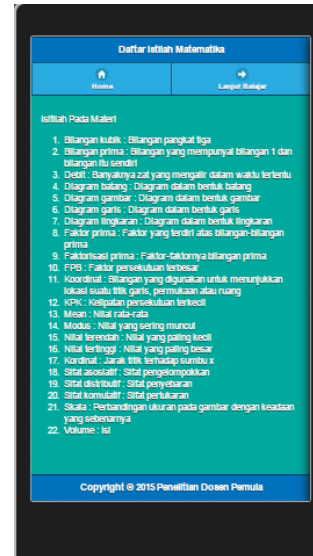 Daftar Istilah Matematika
Home
Lanjut Belajar
Istilah Pada Materi
1. Bilangan kubik : Bilangan pangkat tiga
2. Bilangan prima : Bilangan yang mempunyai bilangan 1 dan
bilangan itu sendiri
3. Debit : Banyaknya zat yang mengalir dalam waktu tertentu
4. Diagram batang : Diagram dalam bentuk batang
5. Diagram gambar : Diagram dalam bentuk gambar
6. Diagram garis : Diagram dalam bentuk garis
7. Diagram lingkaran : Diagram dalam bentuk lingkaran
8. Faktor prima : Faktor yang terdiri atas bilangan-bilangan
prima
9. Faktorisasi prima : Faktor-faktornya bilangan prima
10. FPB : Faktor persekutuan terbesar
11. Koordinat : Bilangan yang digunakan untuk menunjukkan
lokasi suatu titik garis, permukaan atau ruang
12. KPK : Kelipatan persekutuan terkecil
13. Mean : Nilai rata-rata
14. Modus : Nilai yang sering muncul
15. Nilai terendah : Nilai yang paling kecil
16. Nilai tertinggi : Nilai yang paling besar
17. Kordinat : Jarak titik terhadap sumbu x
18. Sifat asosiatif : Sifat pengelompokkan
19. Sifat distributif : Sifat penyebaran
20. Sifat komutatif : Sifat pertukaran
21. Skala : Perbandingan ukuran pada gambar dengan keadaan
yang sebenarnya
22. Volume : Isi
Copyright © 2015 Penelitian Dosen Pemula